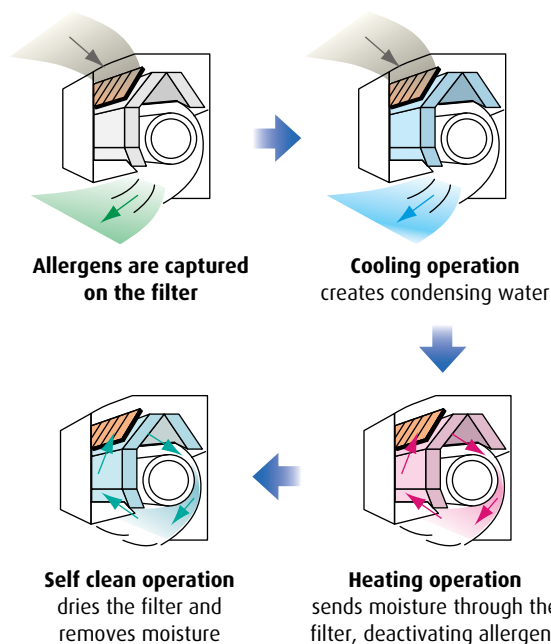 Allergens are captured
on the filter
Cooling operation
creates condensing water
Self clean operation
dries the filter and
removes moisture
Heating operation
sends moisture through the
filter, deactivating allergen